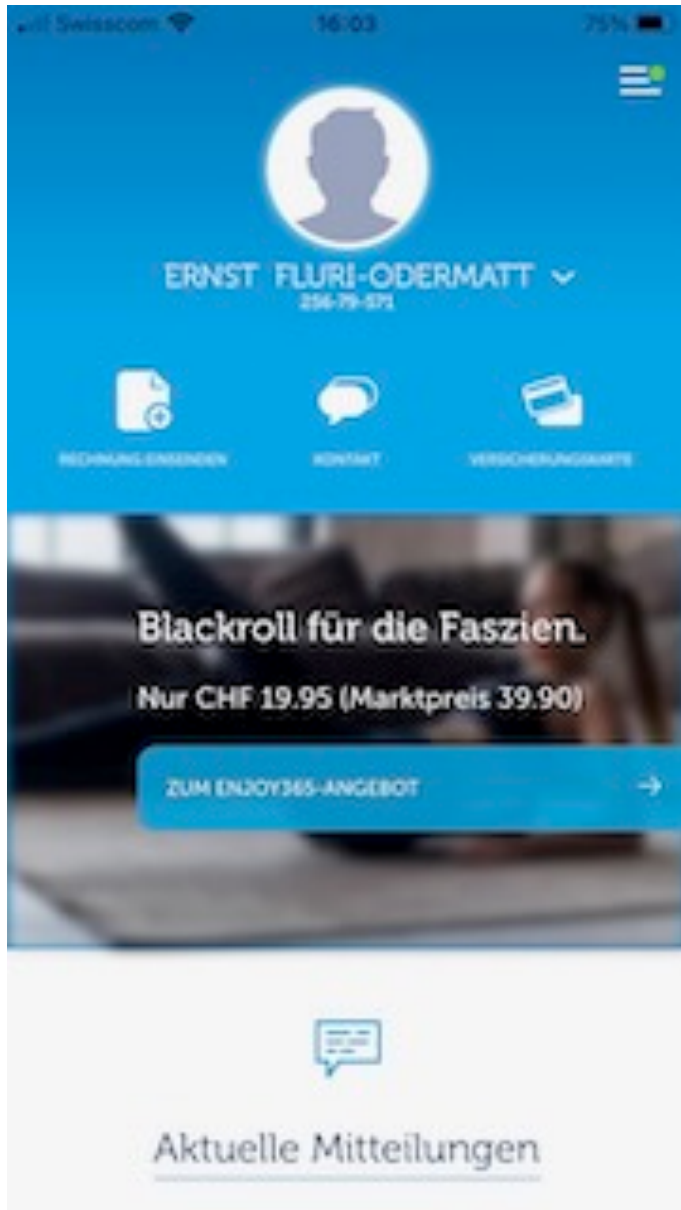 Swisscom 16:03 75%
ERNST FLURI-ODERMATT
256-79-571
RECHNUNG EINSENDEN KONTAKT VERSICHERUNGSKARTE
Blackroll für die Faszien.
Nur CHF 19.95 (Marktpreis 39.90)
ZUM ENJOY365-ANGEBOT
Aktuelle Mitteilungen